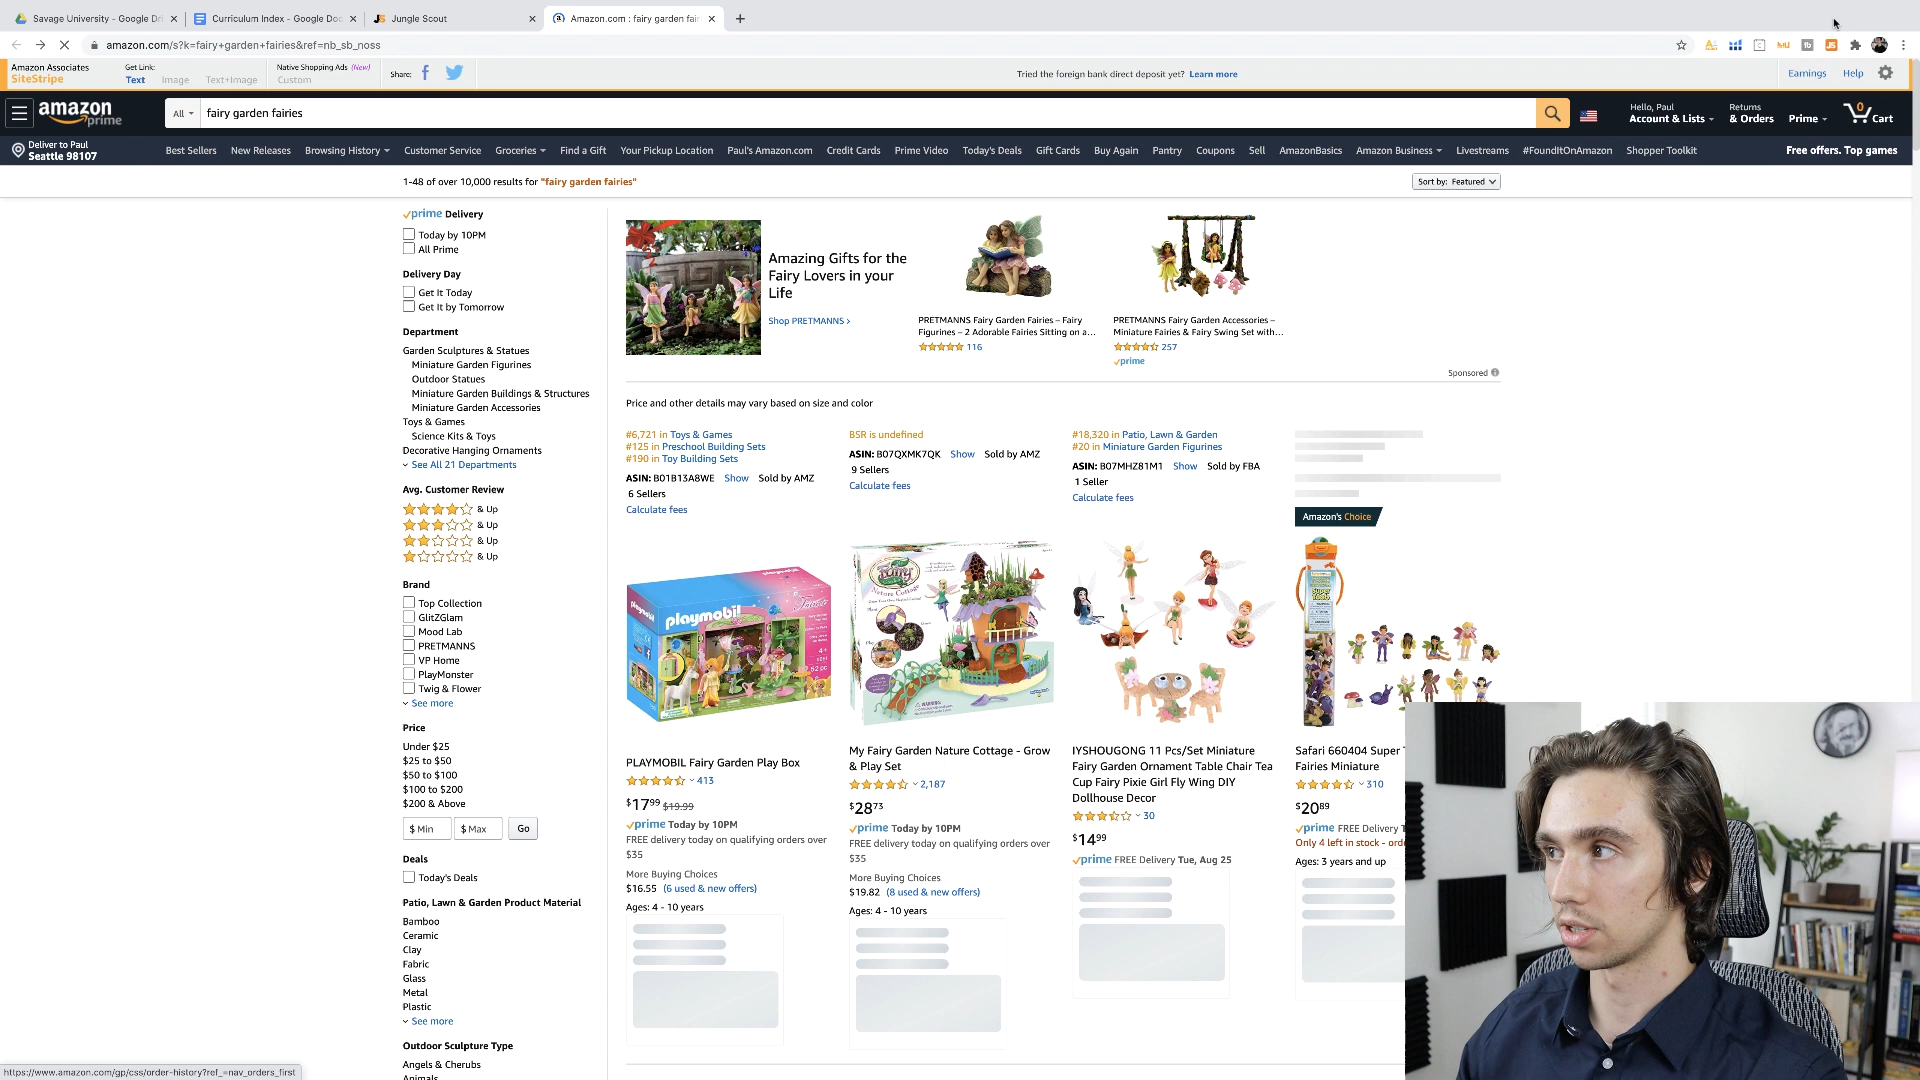 Savage University - Google Dri
Curriculum Index - Google Doc
Jungle Scout
Amazon.com : fairy garden fair
amazon.com/s?k=fairy+garden+fairies&ref=nb_sb_noss
Amazon Associates
SiteStripe
Get Link:
Text Image Text+Image
Native Shopping Ads (New)
Custom
Share:
Tried the foreign bank direct deposit yet? Learn more
Earnings Help
amazon
prime
All
fairy garden fairies
Hello, Paul
Account & Lists
Returns
& Orders
Prime
0
Cart
Deliver to Paul
Seattle 98107
Best Sellers New Releases Browsing History Customer Service Groceries Find a Gift Your Pickup Location Paul's Amazon.com Credit Cards Prime Video Today's Deals Gift Cards Buy Again Pantry Coupons Sell AmazonBasics Amazon Business Livestreams #FoundItOnAmazon Shopper Toolkit
Free offers. Top games
1-48 of over 10,000 results for "fairy garden fairies"
Sort by: Featured
prime Delivery
Today by 10PM
All Prime
Delivery Day
Get It Today
Get It by Tomorrow
Department
Garden Sculptures & Statues
Miniature Garden Figurines
Outdoor Statues
Miniature Garden Buildings & Structures
Miniature Garden Accessories
Toys & Games
Science Kits & Toys
Decorative Hanging Ornaments
See All 21 Departments
Avg. Customer Review
& Up
& Up
& Up
& Up
Brand
Top Collection
GlitZGlam
Mood Lab
PRETMANNS
VP Home
PlayMonster
Twig & Flower
See more
Price
Under $25
$25 to $50
$50 to $100
$100 to $200
$200 & Above
$ Min $ Max Go
Deals
Today's Deals
Patio, Lawn & Garden Product Material
Bamboo
Ceramic
Clay
Fabric
Glass
Metal
Plastic
See more
Outdoor Sculpture Type
Angels & Cherubs
Animals
Amazing Gifts for the
Fairy Lovers in your
Life
Shop PRETMANNS ›
PRETMANNS Fairy Garden Fairies – Fairy
Figurines – 2 Adorable Fairies Sitting on a...
116
PRETMANNS Fairy Garden Accessories –
Miniature Fairies & Fairy Swing Set with...
257
prime
Sponsored
Price and other details may vary based on size and color
#6,721 in Toys & Games
#125 in Preschool Building Sets
#190 in Toy Building Sets
ASIN: B01B13A8WE Show Sold by AMZ
6 Sellers
Calculate fees
playmobil
PLAYMOBIL Fairy Garden Play Box
413
$17 99 $19.99
prime Today by 10PM
FREE delivery today on qualifying orders over
$35
More Buying Choices
$16.55 (6 used & new offers)
Ages: 4 - 10 years
BSR is undefined
ASIN: B07QXMK7QK Show Sold by AMZ
9 Sellers
Calculate fees
Fairy
My Fairy Garden Nature Cottage - Grow
& Play Set
2,187
$28 73
prime Today by 10PM
FREE delivery today on qualifying orders over
$35
More Buying Choices
$19.82 (8 used & new offers)
Ages: 4 - 10 years
#18,320 in Patio, Lawn & Garden
#20 in Miniature Garden Figurines
ASIN: B07MHZ81M1 Show Sold by FBA
1 Seller
Calculate fees
IYSHOUGONG 11 Pcs/Set Miniature
Fairy Garden Ornament Table Chair Tea
Cup Fairy Pixie Girl Fly Wing DIY
Dollhouse Decor
30
$14 99
prime FREE Delivery Tue, Aug 25
Amazon's Choice
Safari 660404 Super T
Fairies Miniature
310
$20 89
prime FREE Delivery T
Only 4 left in stock - orde
Ages: 3 years and up
https://www.amazon.com/gp/css/order-history?ref_=nav_orders_first